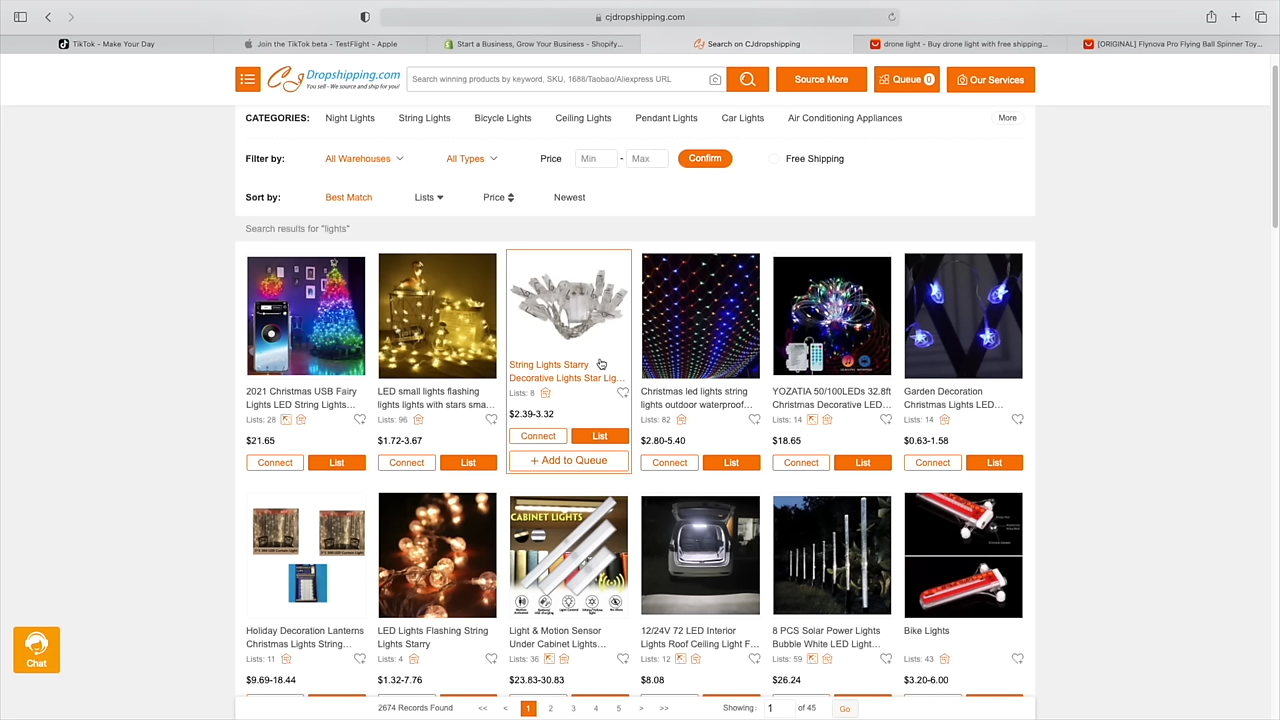 TikTok - Make Your Day
Join the TikTok beta - TestFlight - Apple
Start a Business, Grow Your Business - Shopify...
Search on CJdropshipping
drone light - Buy drone light with free shipping...
[ORIGINAL] Flynova Pro Flying Ball Spinner Toy...
cjdropshipping.com
Dropshipping.com
You sell - We source and ship for you!
Search winning products by keyword, SKU, 1688/Taobao/Aliexpress URL
Source More
Queue 0
Our Services
CATEGORIES: Night Lights String Lights Bicycle Lights Ceiling Lights Pendant Lights Car Lights Air Conditioning Appliances More
Filter by: All Warehouses All Types Price Min - Max Confirm Free Shipping
Sort by: Best Match Lists Price Newest
Search results for "lights"
2021 Christmas USB Fairy
Lights LED String Lights...
Lists: 28
$21.65
Connect List
LED small lights flashing
lights lights with stars sma...
Lists: 96
$1.72-3.67
Connect List
String Lights Starry
Decorative Lights Star Lig...
Lists: 8
$2.39-3.32
Connect List
+ Add to Queue
Christmas led lights string
lights outdoor waterproof...
Lists: 82
$2.80-5.40
Connect List
YOZATIA 50/100LEDs 32.8ft
Christmas Decorative LED...
Lists: 14
$18.65
Connect List
Garden Decoration
Christmas Lights LED...
Lists: 14
$0.63-1.58
Connect List
Holiday Decoration Lanterns
Christmas Lights String...
Lists: 11
$9.69-18.44
LED Lights Flashing String
Lights Starry
Lists: 4
$1.32-7.76
CABINET LIGHTS
Light & Motion Sensor
Under Cabinet Lights...
Lists: 36
$23.83-30.83
12/24V 72 LED Interior
Lights Roof Ceiling Light F...
Lists: 12
$8.08
8 PCS Solar Power Lights
Bubble White LED Light...
Lists: 59
$26.24
Bike Lights
Lists: 43
$3.20-6.00
Chat
2674 Records Found << < 1 2 3 4 5 > >> Showing: 1 of 45 Go